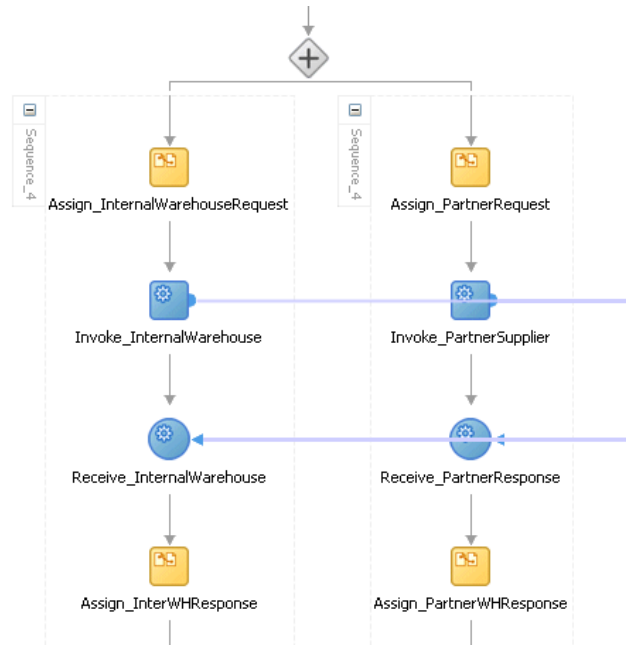 Sequence_4
Sequence_4
Assign_InternalWarehouseRequest
Assign_PartnerRequest
Invoke_InternalWarehouse
Invoke_PartnerSupplier
Receive_InternalWarehouse
Receive_PartnerResponse
Assign_InterWHResponse
Assign_PartnerWHResponse